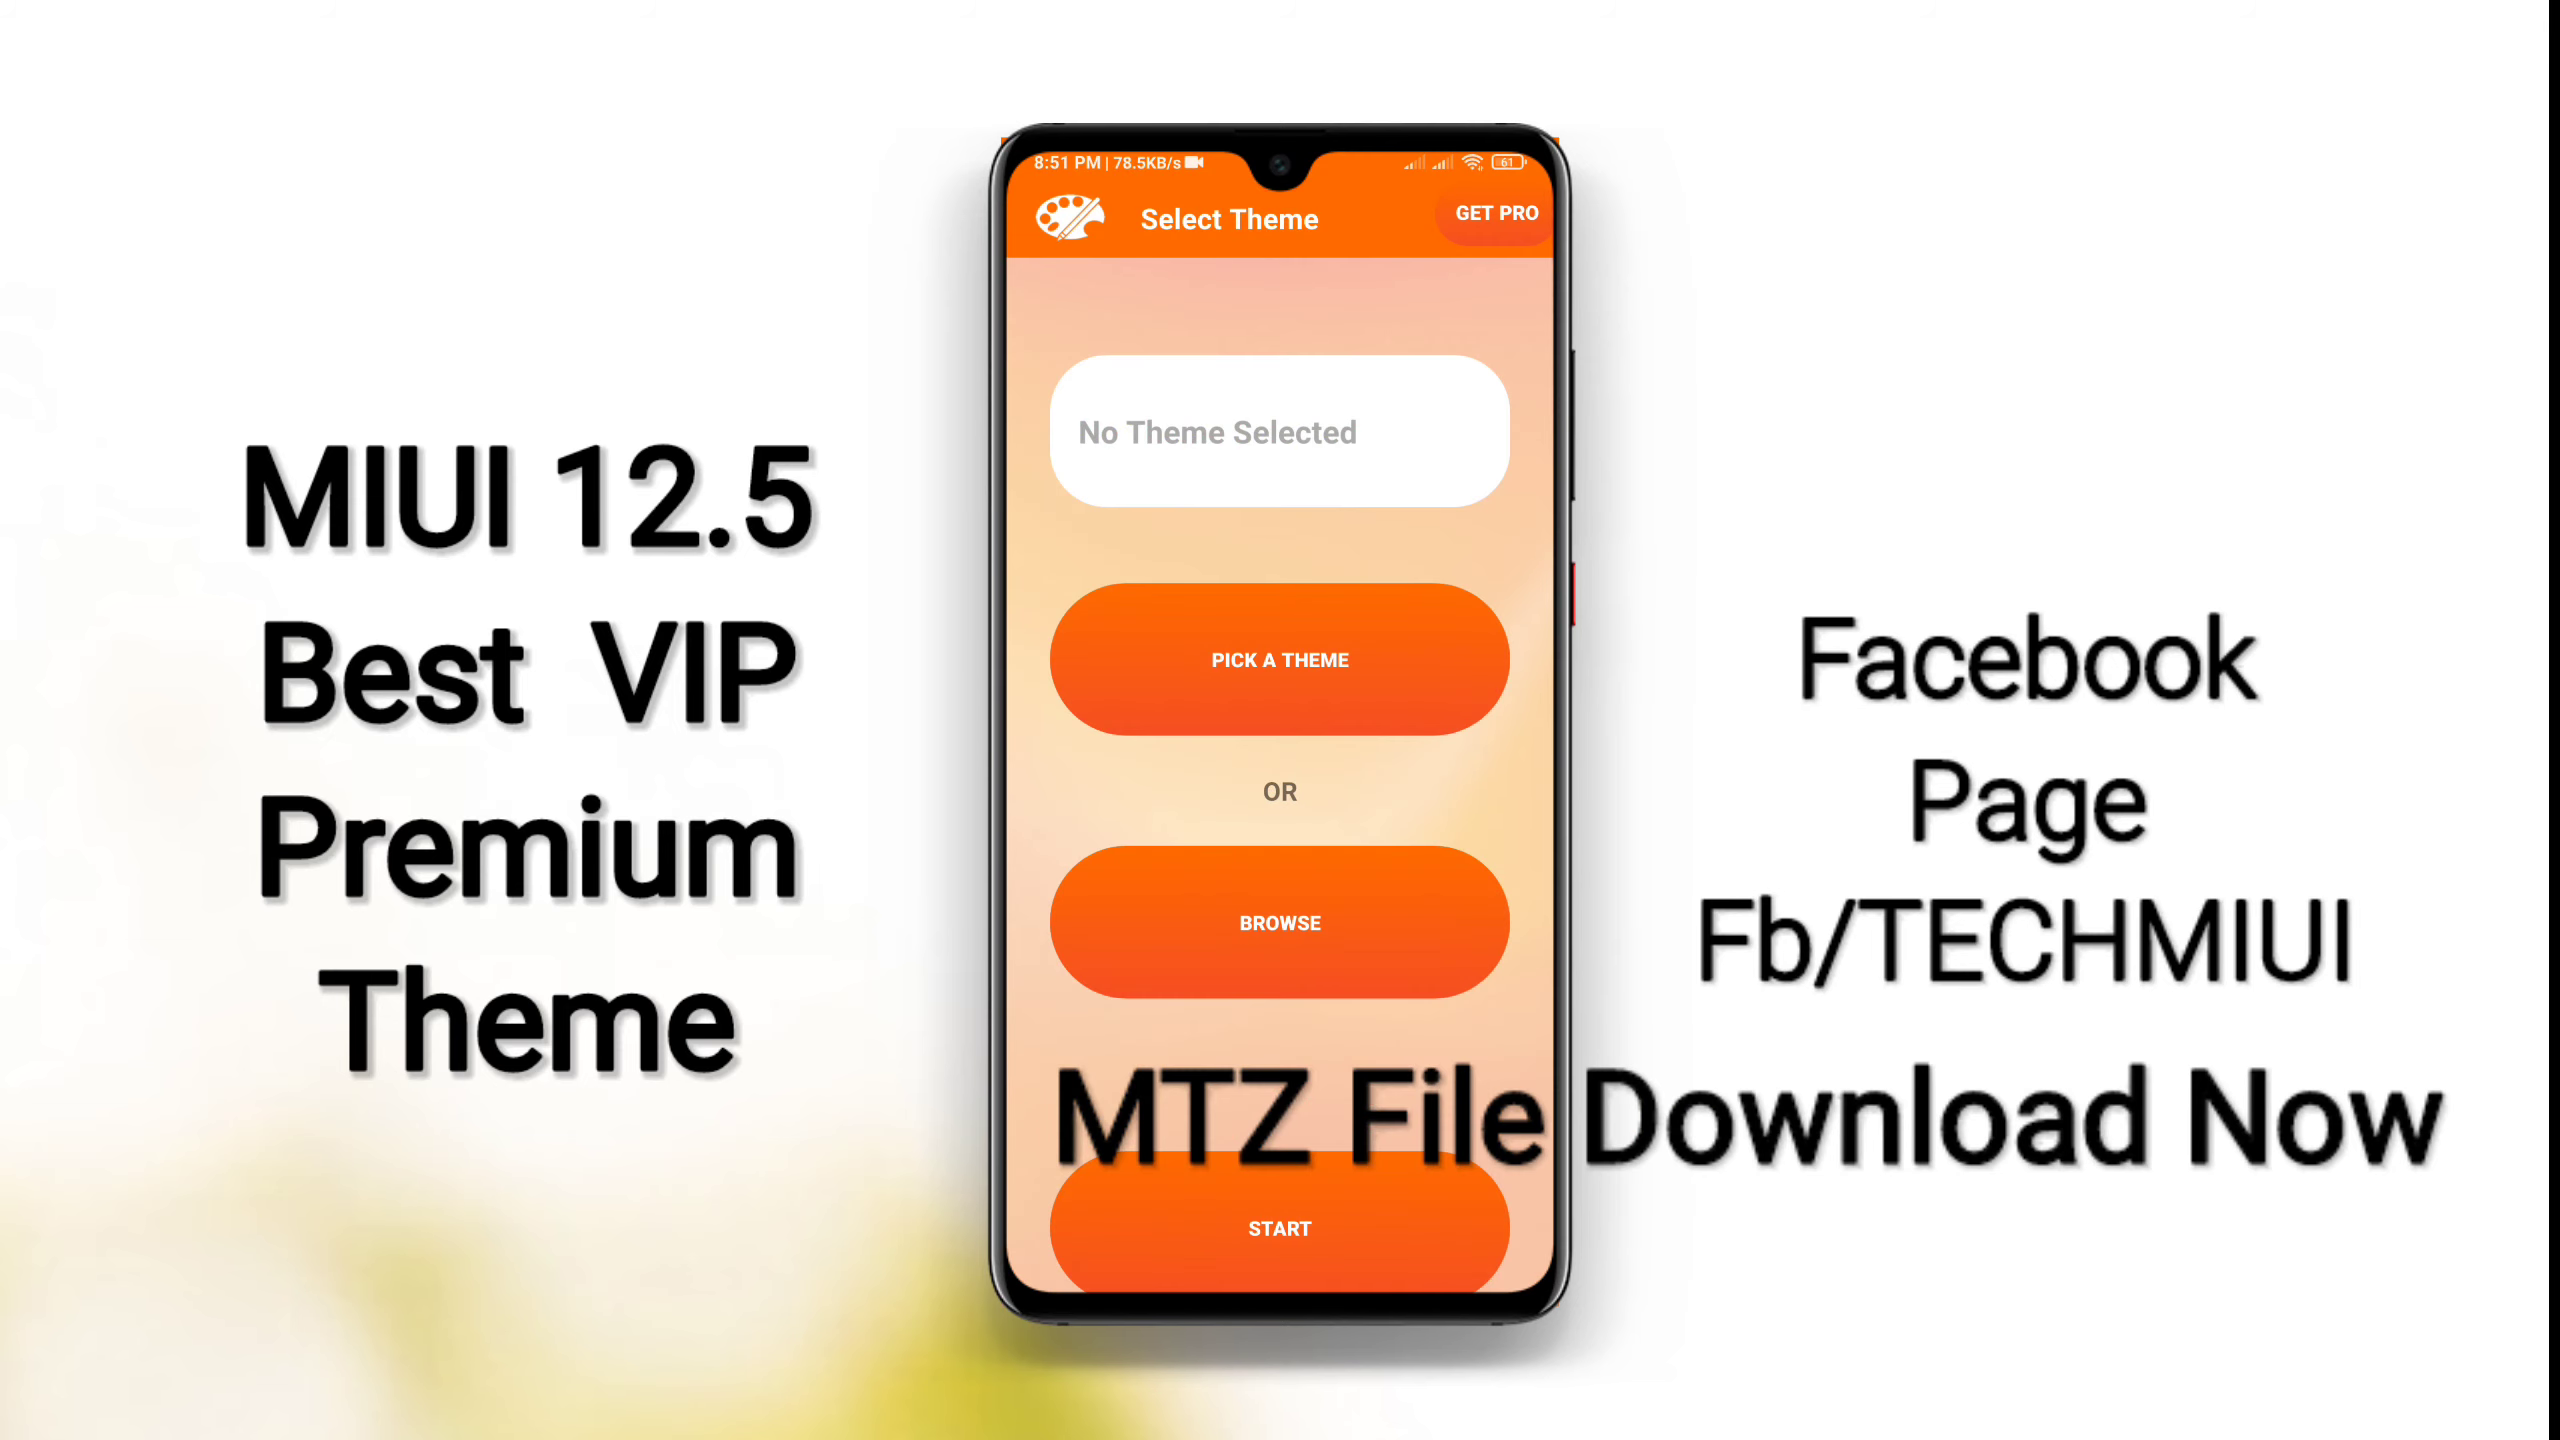 MIUI 12.5
Best VIP
Premium
Theme
8:51 PM | 78.5KB/s
61
Select Theme
GET PRO
No Theme Selected
PICK A THEME
OR
BROWSE
START
Facebook
Page
Fb/TECHMIUI
MTZ File Download Now